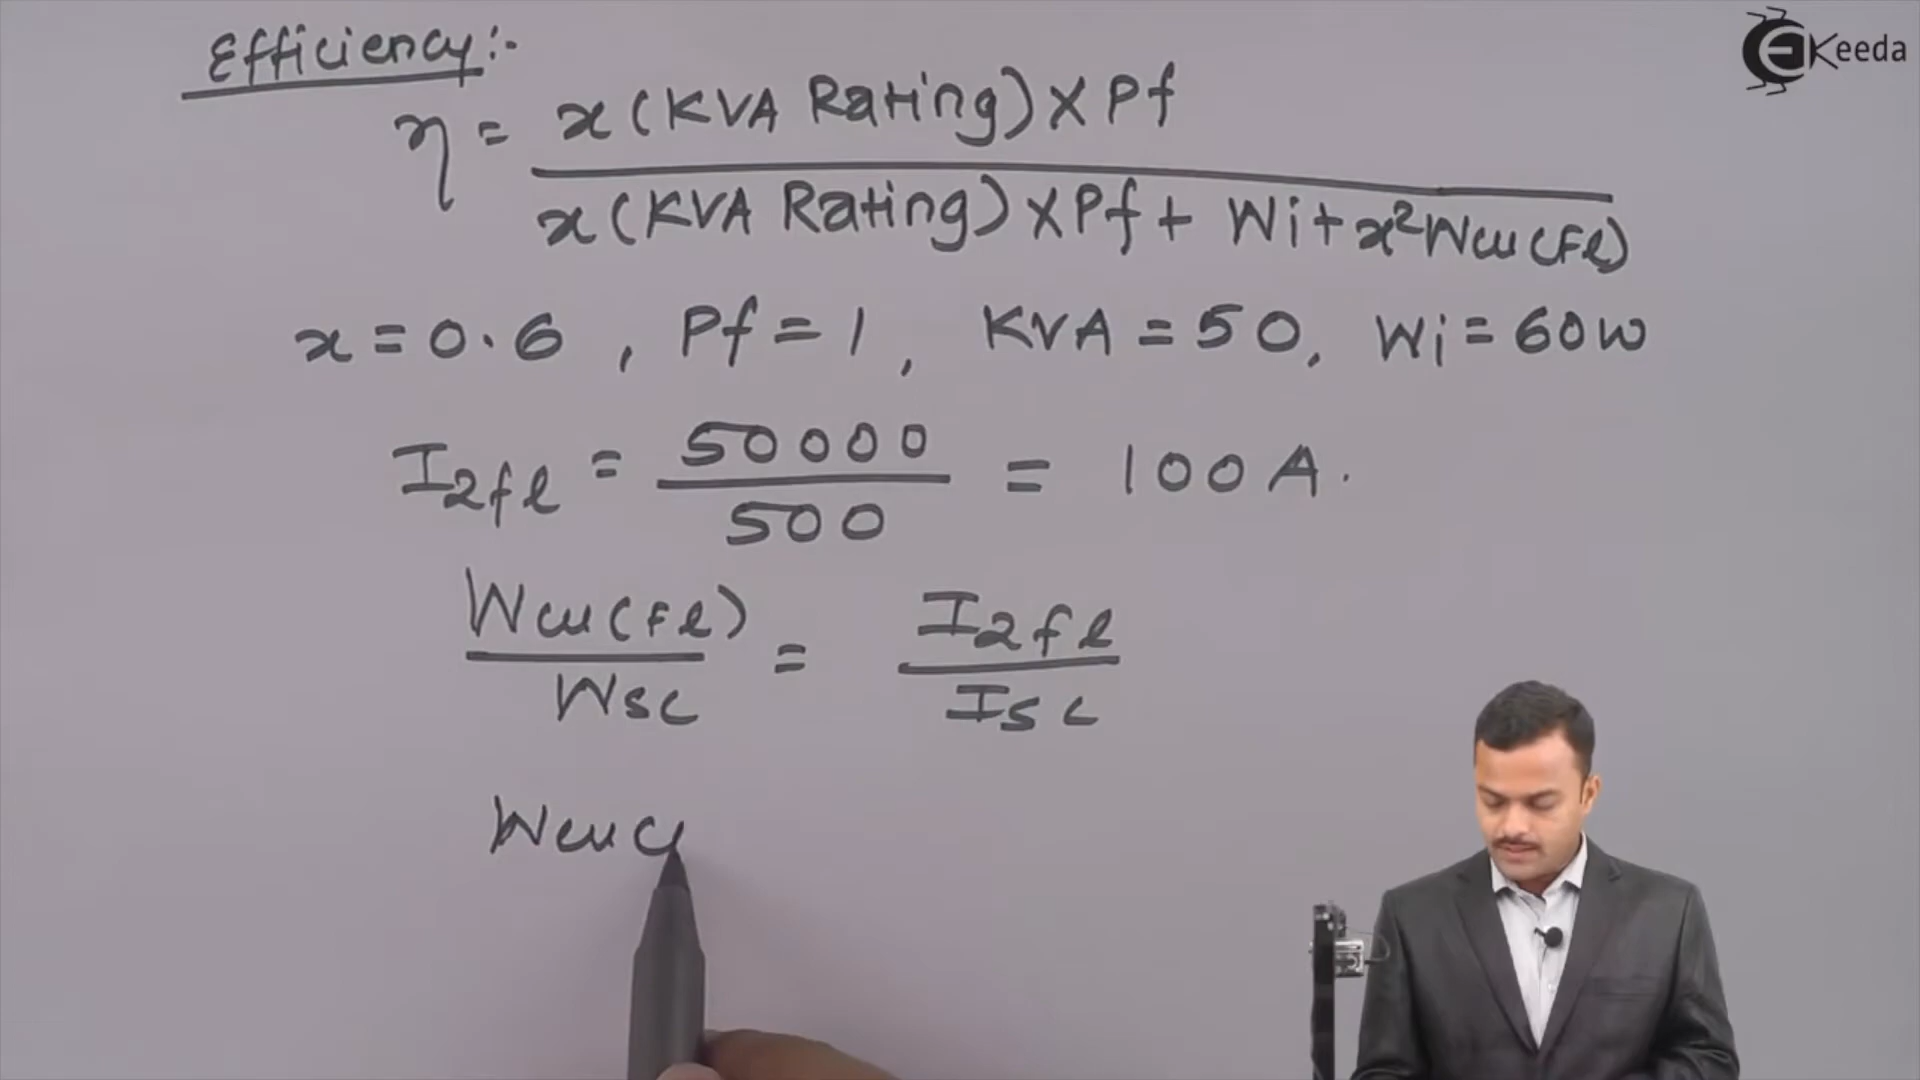 Efficiency:-
EKeeda
η = x(KVA Rating) X Pf
x(KVA Rating) X Pf + Wi + x²Wcu(Fl)
x = 0.6 , Pf = 1 , KVA = 50, Wi = 60w
I2fl = 50000 = 100A.
500
Wcu(Fl) = I2fl
Wsc Isc
Wcu(